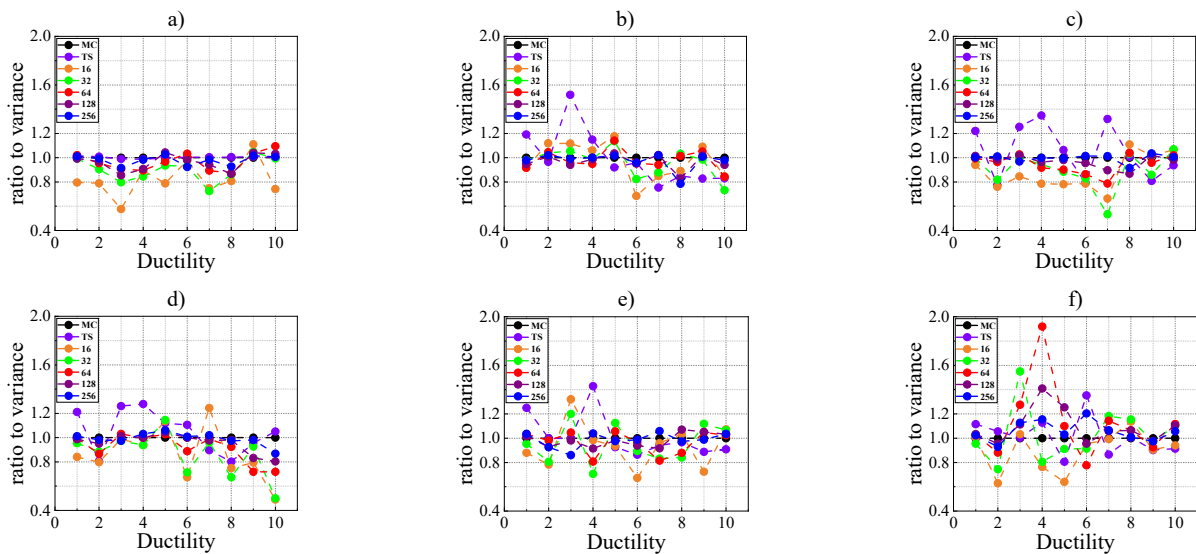 a)
2.0
1.6
1.2
1.0
0.8
0.4
ratio to variance
MC
TS
16
32
64
128
256
0 2 4 6 8 10
Ductility
b)
2.0
1.6
1.2
1.0
0.8
0.4
ratio to variance
MC
TS
16
32
64
128
256
0 2 4 6 8 10
Ductility
c)
2.0
1.6
1.2
1.0
0.8
0.4
ratio to variance
MC
TS
16
32
64
128
256
0 2 4 6 8 10
Ductility
d)
2.0
1.6
1.2
1.0
0.8
0.4
ratio to variance
MC
TS
16
32
64
128
256
0 2 4 6 8 10
Ductility
e)
2.0
1.6
1.2
1.0
0.8
0.4
ratio to variance
MC
TS
16
32
64
128
256
0 2 4 6 8 10
Ductility
f)
2.0
1.6
1.2
1.0
0.8
0.4
ratio to variance
MC
TS
16
32
64
128
256
0 2 4 6 8 10
Ductility